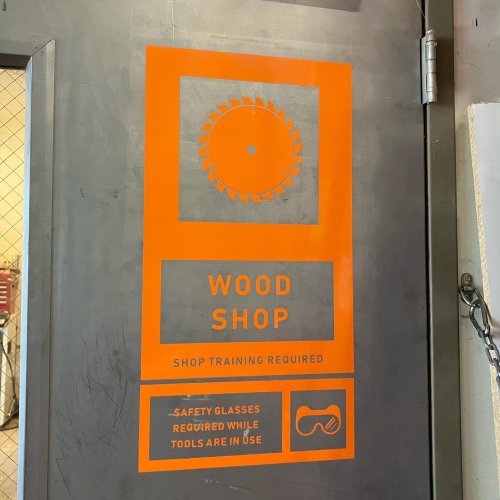 WOOD
SHOP
SHOP TRAINING REQUIRED
SAFETY GLASSES
REQUIRED WHILE
TOOLS ARE IN USE